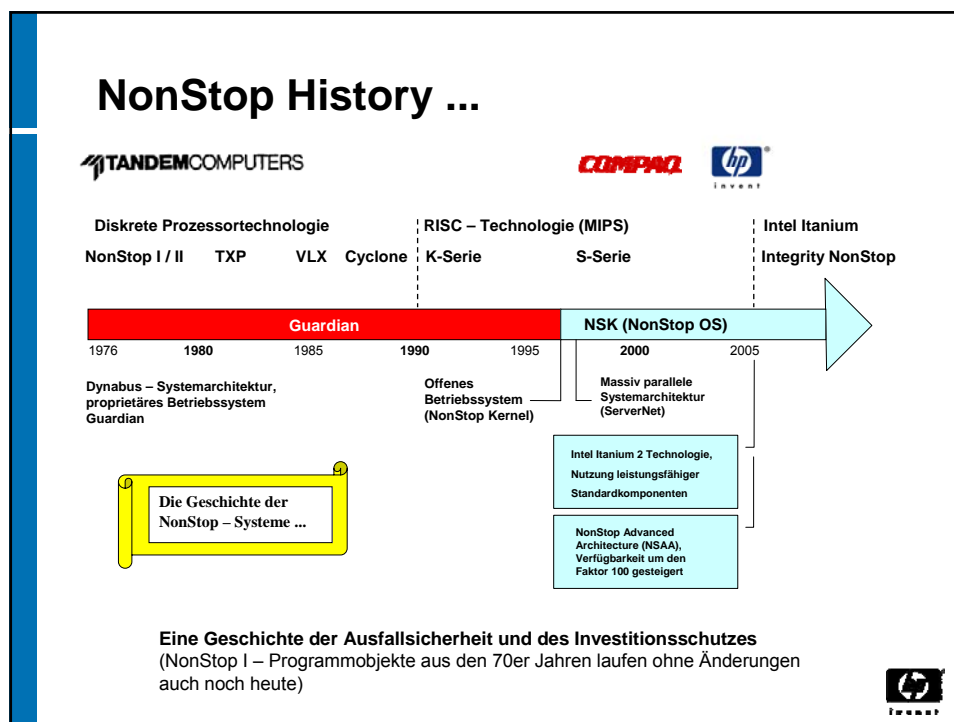 NonStop History ...
TANDEMCOMPUTERS
COMPAQ
hp
invent
Diskrete Prozessortechnologie
RISC – Technologie (MIPS)
Intel Itanium
NonStop I / II TXP VLX Cyclone
K-Serie S-Serie
Integrity NonStop
Guardian
NSK (NonStop OS)
1976 1980 1985 1990 1995 2000 2005
Dynabus – Systemarchitektur,
proprietäres Betriebssystem
Guardian
Offenes
Betriebssystem
(NonStop Kernel)
Massiv parallele
Systemarchitektur
(ServerNet)
Intel Itanium 2 Technologie,
Nutzung leistungsfähiger
Standardkomponenten
NonStop Advanced
Architecture (NSAA),
Verfügbarkeit um den
Faktor 100 gesteigert
Die Geschichte der
NonStop – Systeme ...
Eine Geschichte der Ausfallsicherheit und des Investitionsschutzes
(NonStop I – Programmobjekte aus den 70er Jahren laufen ohne Änderungen
auch noch heute)
hp
invent